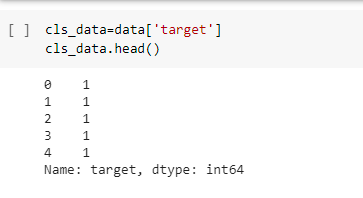 [ ] cls_data=data['target']
cls_data.head()
0 1
1 1
2 1
3 1
4 1
Name: target, dtype: int64